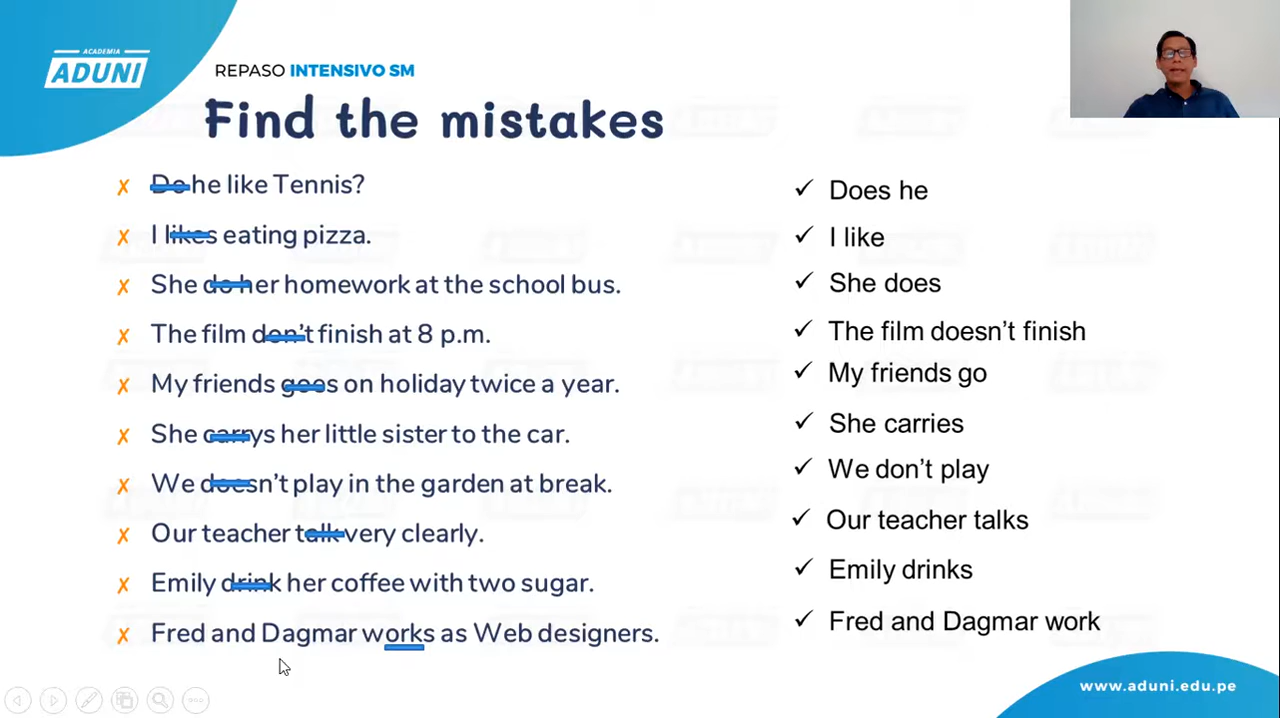 ACADEMIA
ADUNI
REPASO INTENSIVO SM
Find the mistakes
✗ Do he like Tennis?
✗ I likes eating pizza.
✗ She do her homework at the school bus.
✗ The film don’t finish at 8 p.m.
✗ My friends goes on holiday twice a year.
✗ She carrys her little sister to the car.
✗ We doesn’t play in the garden at break.
✗ Our teacher talk very clearly.
✗ Emily drink her coffee with two sugar.
✗ Fred and Dagmar works as Web designers.
✓ Does he
✓ I like
✓ She does
✓ The film doesn’t finish
✓ My friends go
✓ She carries
✓ We don’t play
✓ Our teacher talks
✓ Emily drinks
✓ Fred and Dagmar work
www.aduni.edu.pe